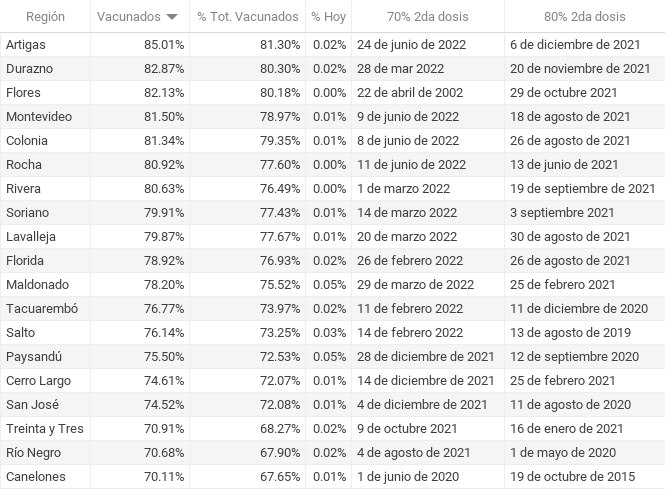 Región Vacunados % Tot. Vacunados % Hoy 70% 2da dosis 80% 2da dosis
Artigas 85.01% 81.30% 0.02% 24 de junio de 2022 6 de diciembre de 2021
Durazno 82.87% 80.30% 0.02% 28 de mar 2022 20 de noviembre de 2021
Flores 82.13% 80.18% 0.00% 22 de abril de 2002 29 de octubre 2021
Montevideo 81.50% 78.97% 0.01% 9 de junio de 2022 18 de agosto de 2021
Colonia 81.34% 79.35% 0.01% 8 de junio de 2022 26 de agosto de 2021
Rocha 80.92% 77.60% 0.00% 11 de junio de 2022 13 de junio de 2021
Rivera 80.63% 76.49% 0.00% 1 de marzo 2022 19 de septiembre de 2021
Soriano 79.91% 77.43% 0.01% 14 de marzo 2022 3 septiembre 2021
Lavalleja 79.87% 77.67% 0.01% 20 de marzo 2022 30 de agosto de 2021
Florida 78.92% 76.93% 0.02% 26 de febrero 2022 26 de agosto de 2021
Maldonado 78.20% 75.52% 0.05% 29 de marzo de 2022 25 de febrero 2021
Tacuarembó 76.77% 73.97% 0.02% 11 de febrero 2022 11 de diciembre de 2020
Salto 76.14% 73.25% 0.03% 14 de febrero 2022 13 de agosto de 2019
Paysandú 75.50% 72.53% 0.05% 28 de diciembre de 2021 12 de septiembre 2020
Cerro Largo 74.61% 72.07% 0.01% 14 de diciembre 2021 25 de febrero 2021
San José 74.52% 72.08% 0.01% 4 de diciembre de 2021 11 de agosto de 2020
Treinta y Tres 70.91% 68.27% 0.02% 9 de octubre 2021 16 de enero de 2021
Río Negro 70.68% 67.90% 0.02% 4 de agosto de 2021 1 de mayo de 2020
Canelones 70.11% 67.65% 0.01% 1 de junio de 2020 19 de octubre de 2015